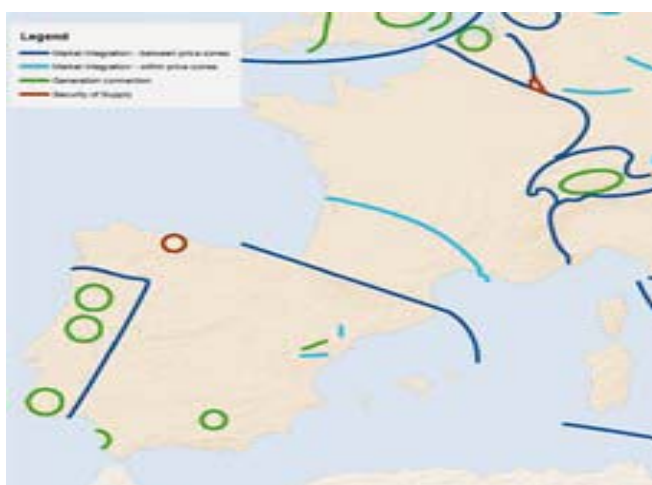 Legend
Market Integration - between price zones
Market Integration - within price zones
Generation connection
Security of Supply